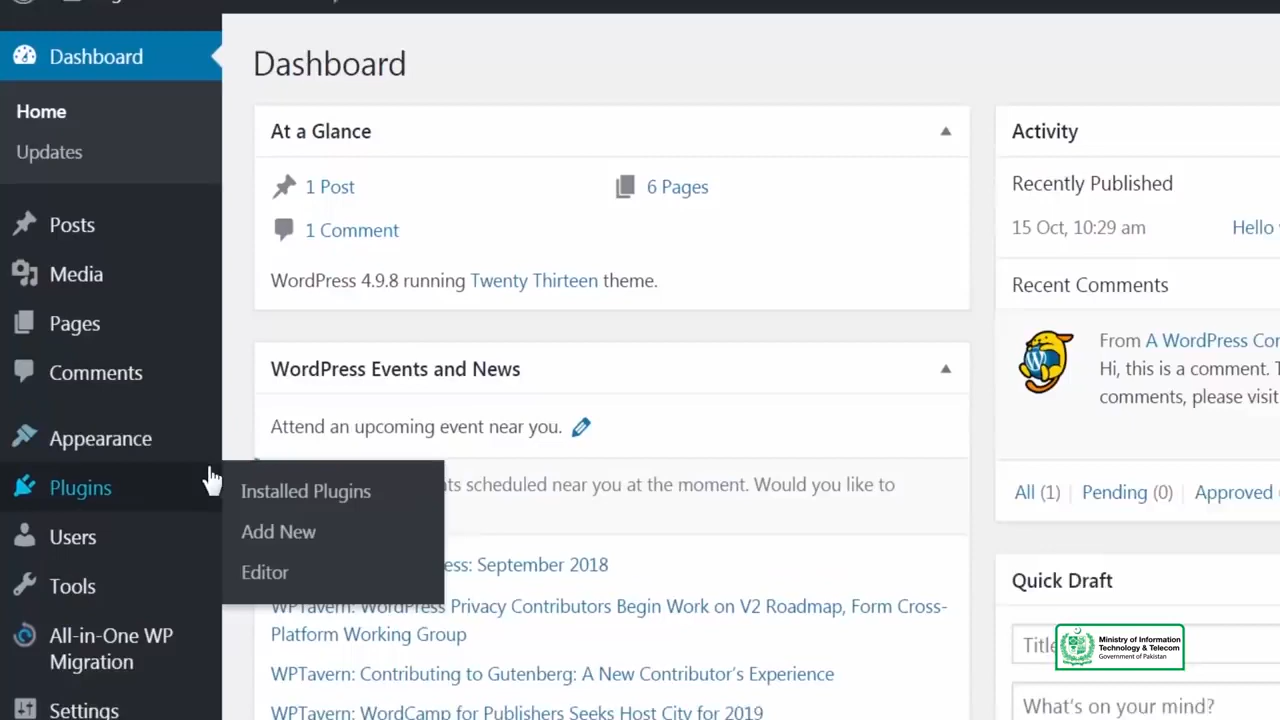 Dashboard
Home
Updates
Posts
Media
Pages
Comments
Appearance
Plugins
Users
Tools
All-in-One WP
Migration
Settings
Installed Plugins
Add New
Editor
Dashboard
At a Glance
1 Post
6 Pages
1 Comment
WordPress 4.9.8 running Twenty Thirteen theme.
WordPress Events and News
Attend an upcoming event near you.
ts scheduled near you at the moment. Would you like to
ess: September 2018
WPTavern: WordPress Privacy Contributors Begin Work on V2 Roadmap, Form Cross-
Platform Working Group
WPTavern: Contributing to Gutenberg: A New Contributor's Experience
WPTavern: WordCamp for Publishers Seeks Host City for 2019
Activity
Recently Published
15 Oct, 10:29 am
Hello
Recent Comments
From A WordPress Co
Hi, this is a comment.
comments, please visit
All (1) | Pending (0) | Approved
Quick Draft
Title
What's on your mind?
Ministry of Information
Technology & Telecom
Government of Pakistan